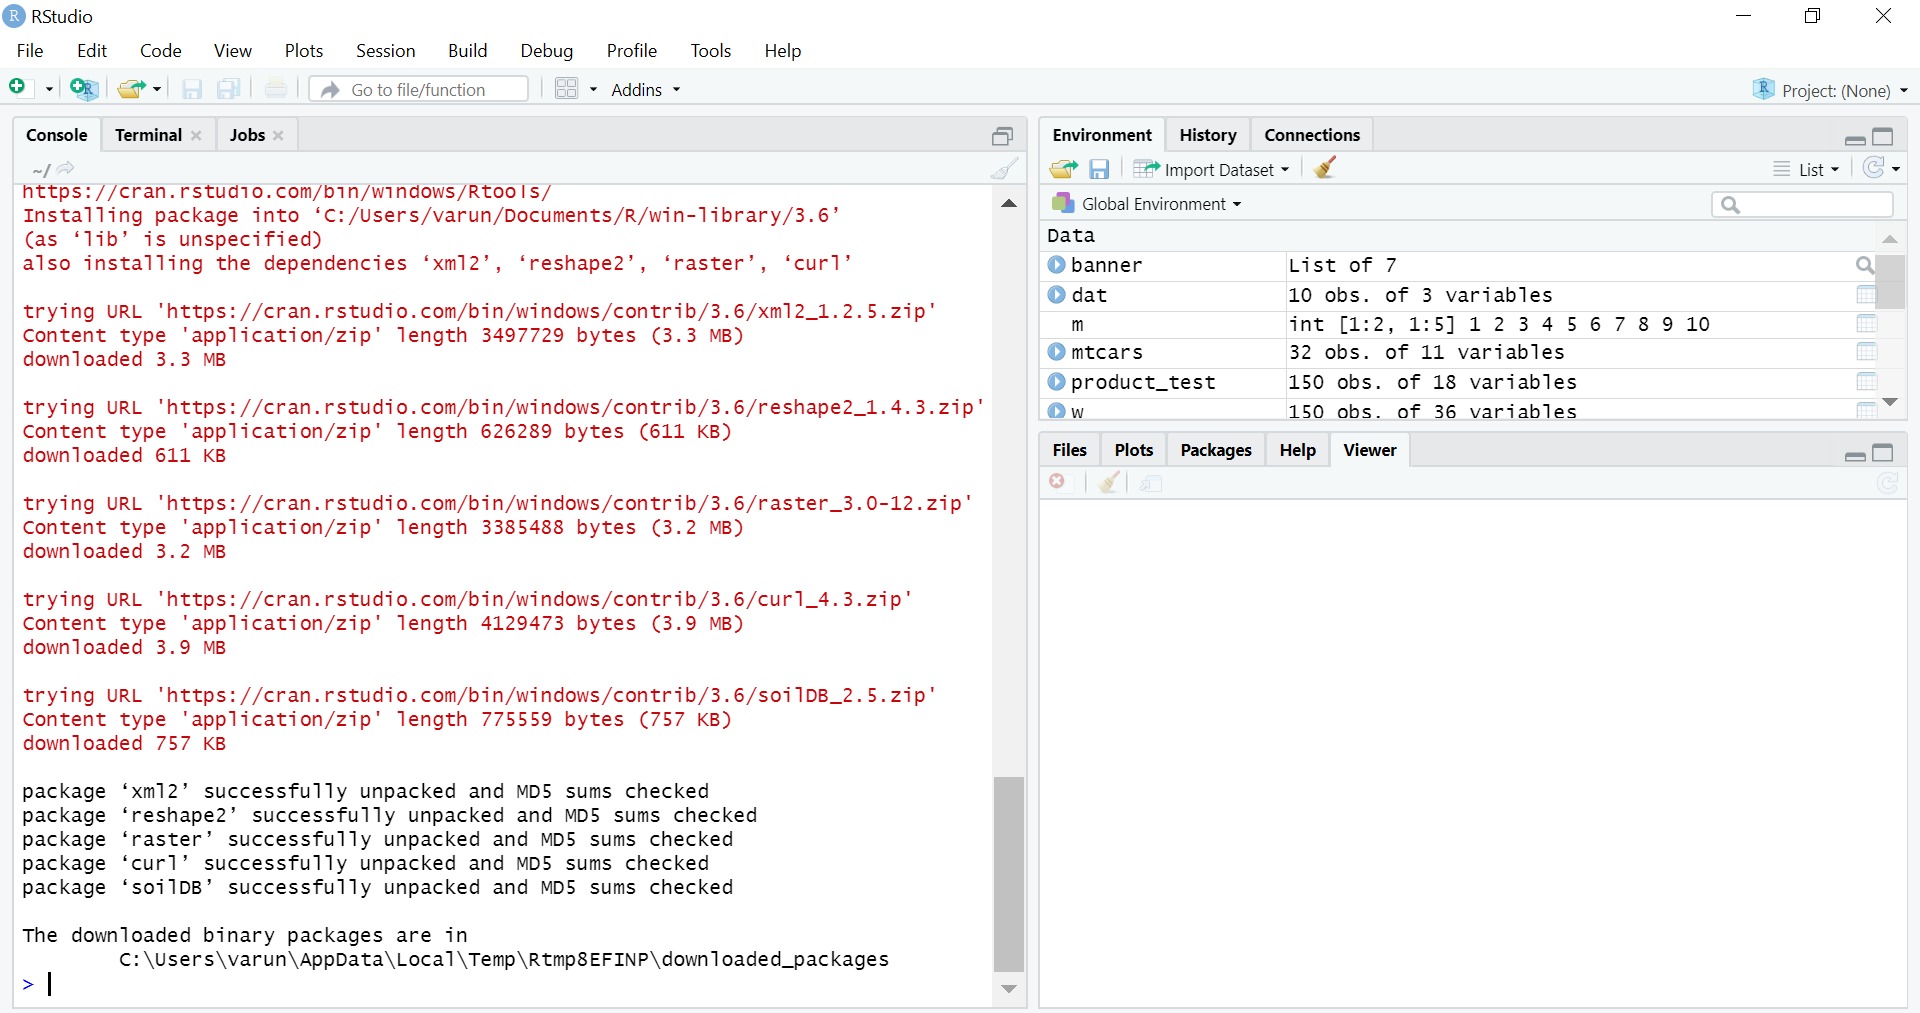 RStudio
File Edit Code View Plots Session Build Debug Profile Tools Help
Go to file/function Addins Project: (None)
Console Terminal Jobs
~/
https://cran.rstudio.com/bin/windows/Rtools/
Installing package into ‘C:/Users/varun/Documents/R/win-library/3.6’
(as ‘lib’ is unspecified)
also installing the dependencies ‘xml2’, ‘reshape2’, ‘raster’, ‘curl’
trying URL 'https://cran.rstudio.com/bin/windows/contrib/3.6/xml2_1.2.5.zip'
Content type 'application/zip' length 3497729 bytes (3.3 MB)
downloaded 3.3 MB
trying URL 'https://cran.rstudio.com/bin/windows/contrib/3.6/reshape2_1.4.3.zip'
Content type 'application/zip' length 626289 bytes (611 KB)
downloaded 611 KB
trying URL 'https://cran.rstudio.com/bin/windows/contrib/3.6/raster_3.0-12.zip'
Content type 'application/zip' length 3385488 bytes (3.2 MB)
downloaded 3.2 MB
trying URL 'https://cran.rstudio.com/bin/windows/contrib/3.6/curl_4.3.zip'
Content type 'application/zip' length 4129473 bytes (3.9 MB)
downloaded 3.9 MB
trying URL 'https://cran.rstudio.com/bin/windows/contrib/3.6/soilDB_2.5.zip'
Content type 'application/zip' length 775559 bytes (757 KB)
downloaded 757 KB
package ‘xml2’ successfully unpacked and MD5 sums checked
package ‘reshape2’ successfully unpacked and MD5 sums checked
package ‘raster’ successfully unpacked and MD5 sums checked
package ‘curl’ successfully unpacked and MD5 sums checked
package ‘soilDB’ successfully unpacked and MD5 sums checked
The downloaded binary packages are in
C:\Users\varun\AppData\Local\Temp\Rtmp8EFINP\downloaded_packages
>
Environment History Connections
Import Dataset List
Global Environment
Data
banner List of 7
dat 10 obs. of 3 variables
m int [1:2, 1:5] 1 2 3 4 5 6 7 8 9 10
mtcars 32 obs. of 11 variables
product_test 150 obs. of 18 variables
w 150 obs. of 36 variables
Files Plots Packages Help Viewer